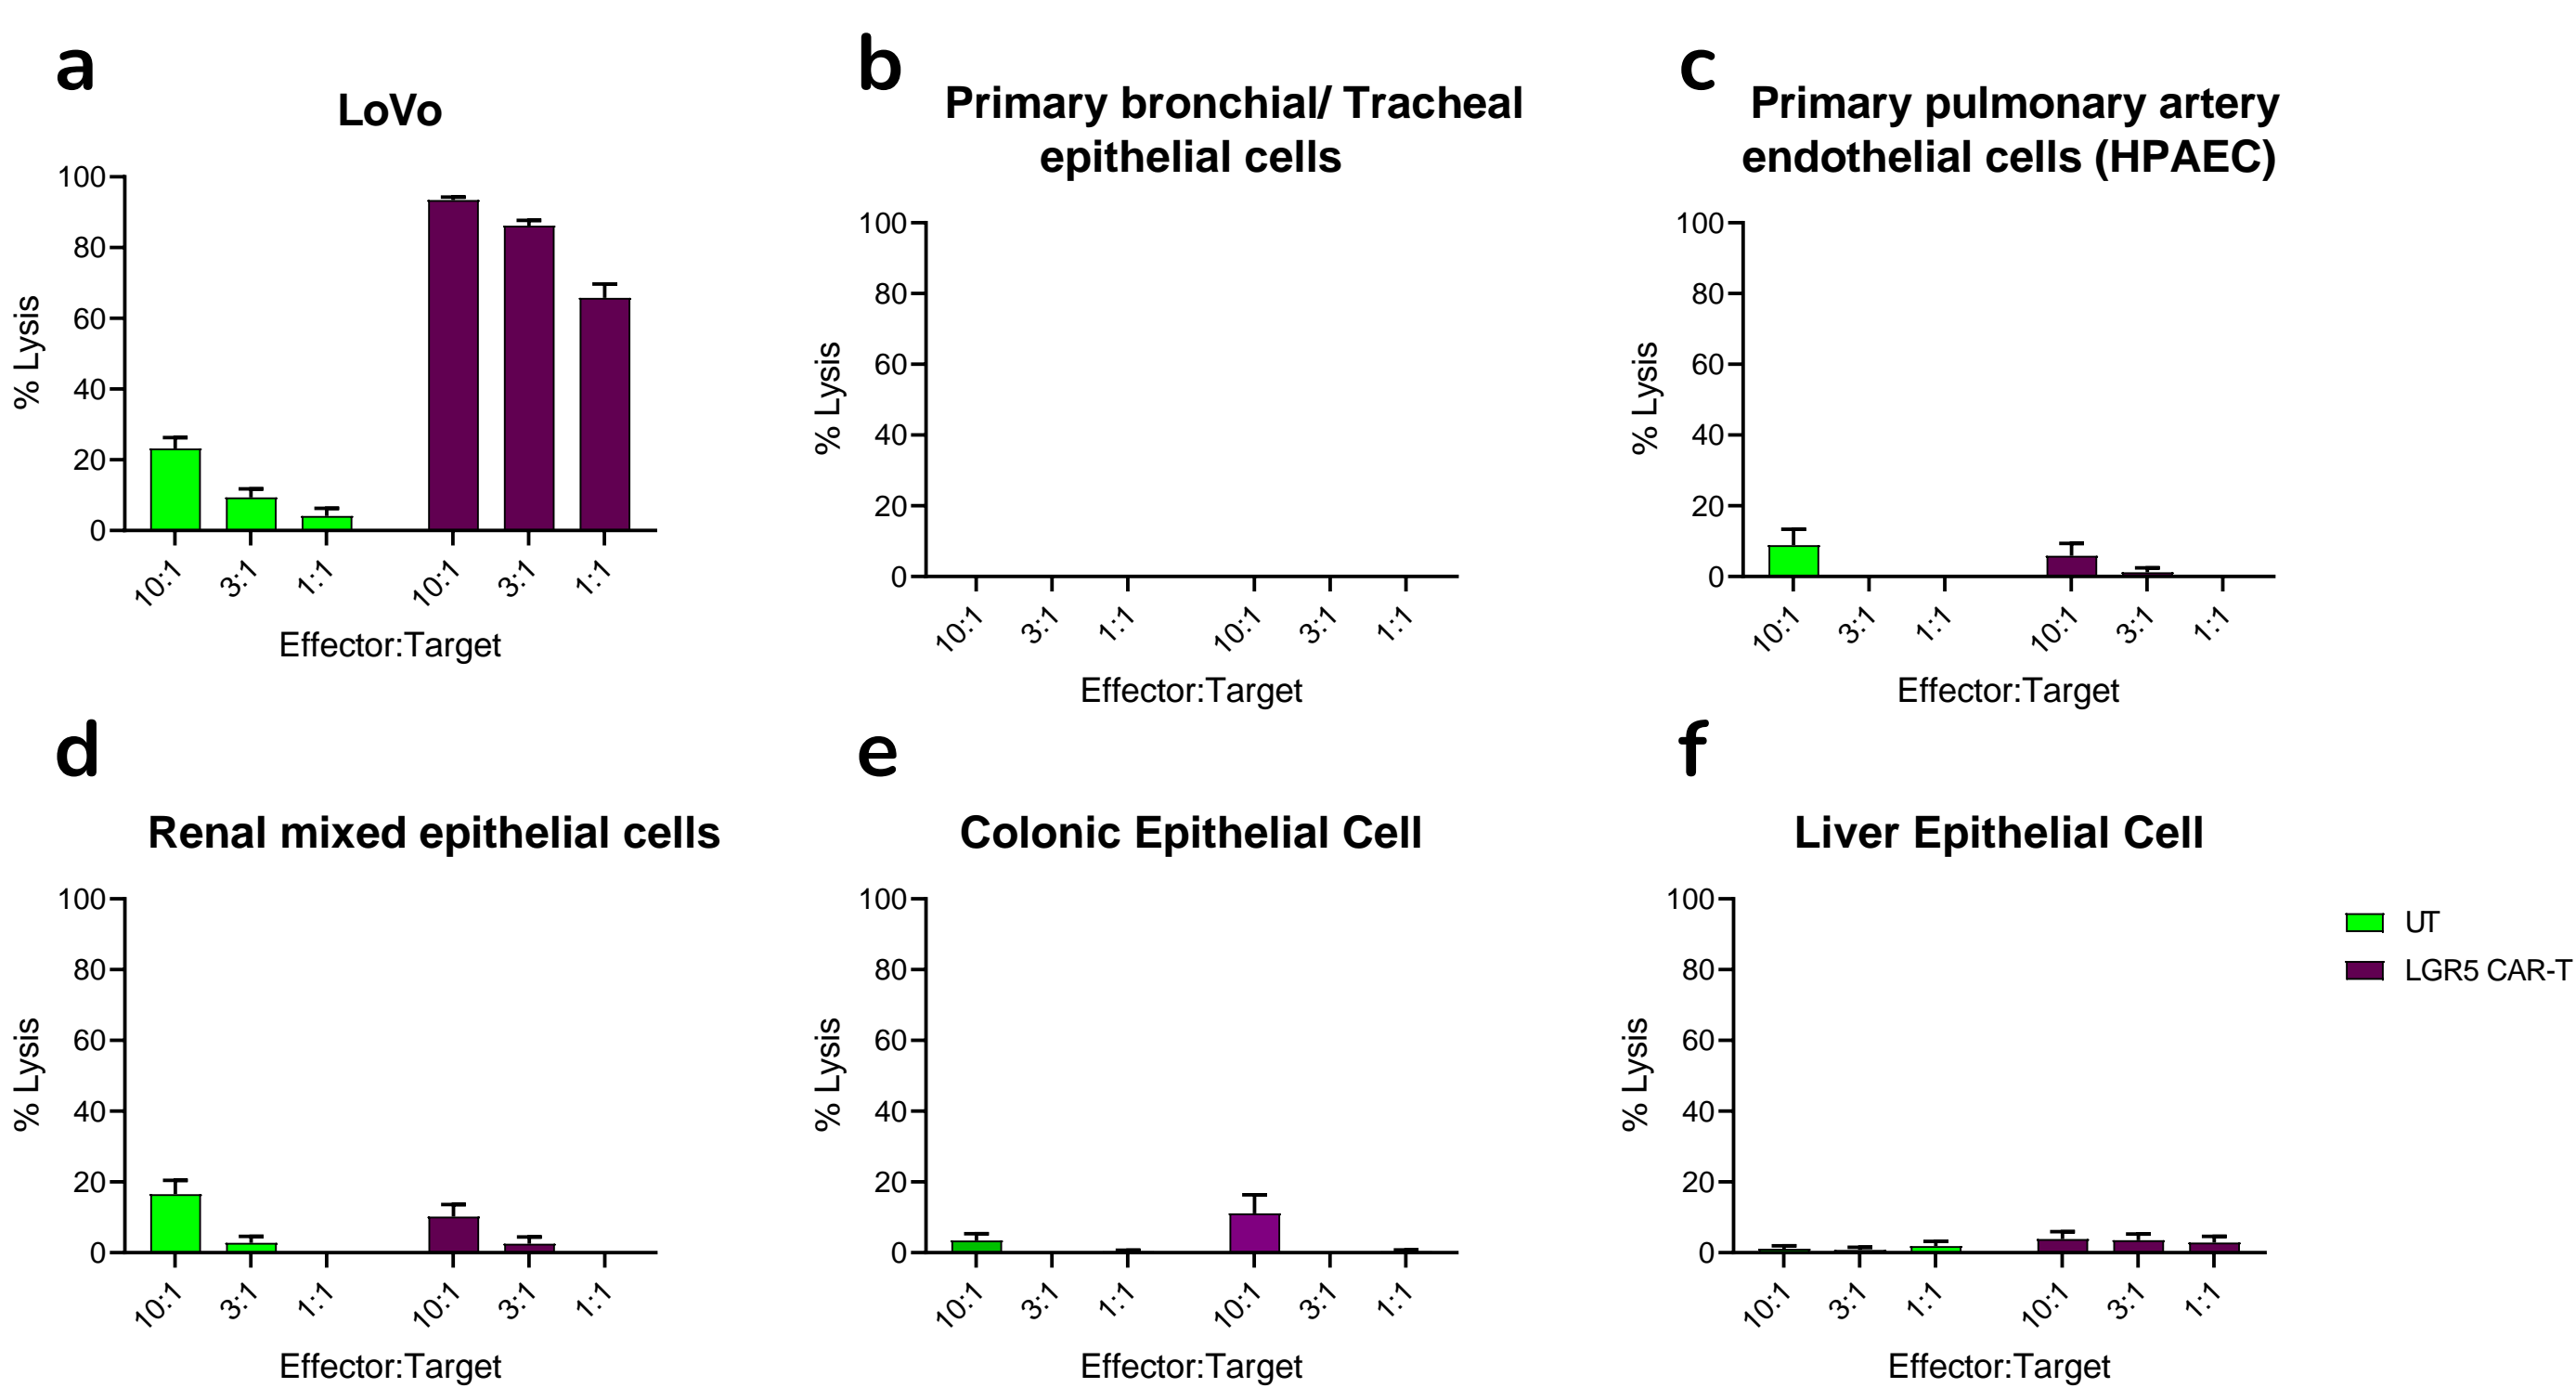 a
LoVo
% Lysis
100
80
60
40
20
0
10:1 3:1 1:1 10:1 3:1 1:1
Effector:Target
b
Primary bronchial/ Tracheal
epithelial cells
% Lysis
100
80
60
40
20
0
10:1 3:1 1:1 10:1 3:1 1:1
Effector:Target
c
Primary pulmonary artery
endothelial cells (HPAEC)
% Lysis
100
80
60
40
20
0
10:1 3:1 1:1 10:1 3:1 1:1
Effector:Target
d
Renal mixed epithelial cells
% Lysis
100
80
60
40
20
0
10:1 3:1 1:1 10:1 3:1 1:1
Effector:Target
e
Colonic Epithelial Cell
% Lysis
100
80
60
40
20
0
10:1 3:1 1:1 10:1 3:1 1:1
Effector:Target
f
Liver Epithelial Cell
% Lysis
100
80
60
40
20
0
10:1 3:1 1:1 10:1 3:1 1:1
Effector:Target
UT
LGR5 CAR-T